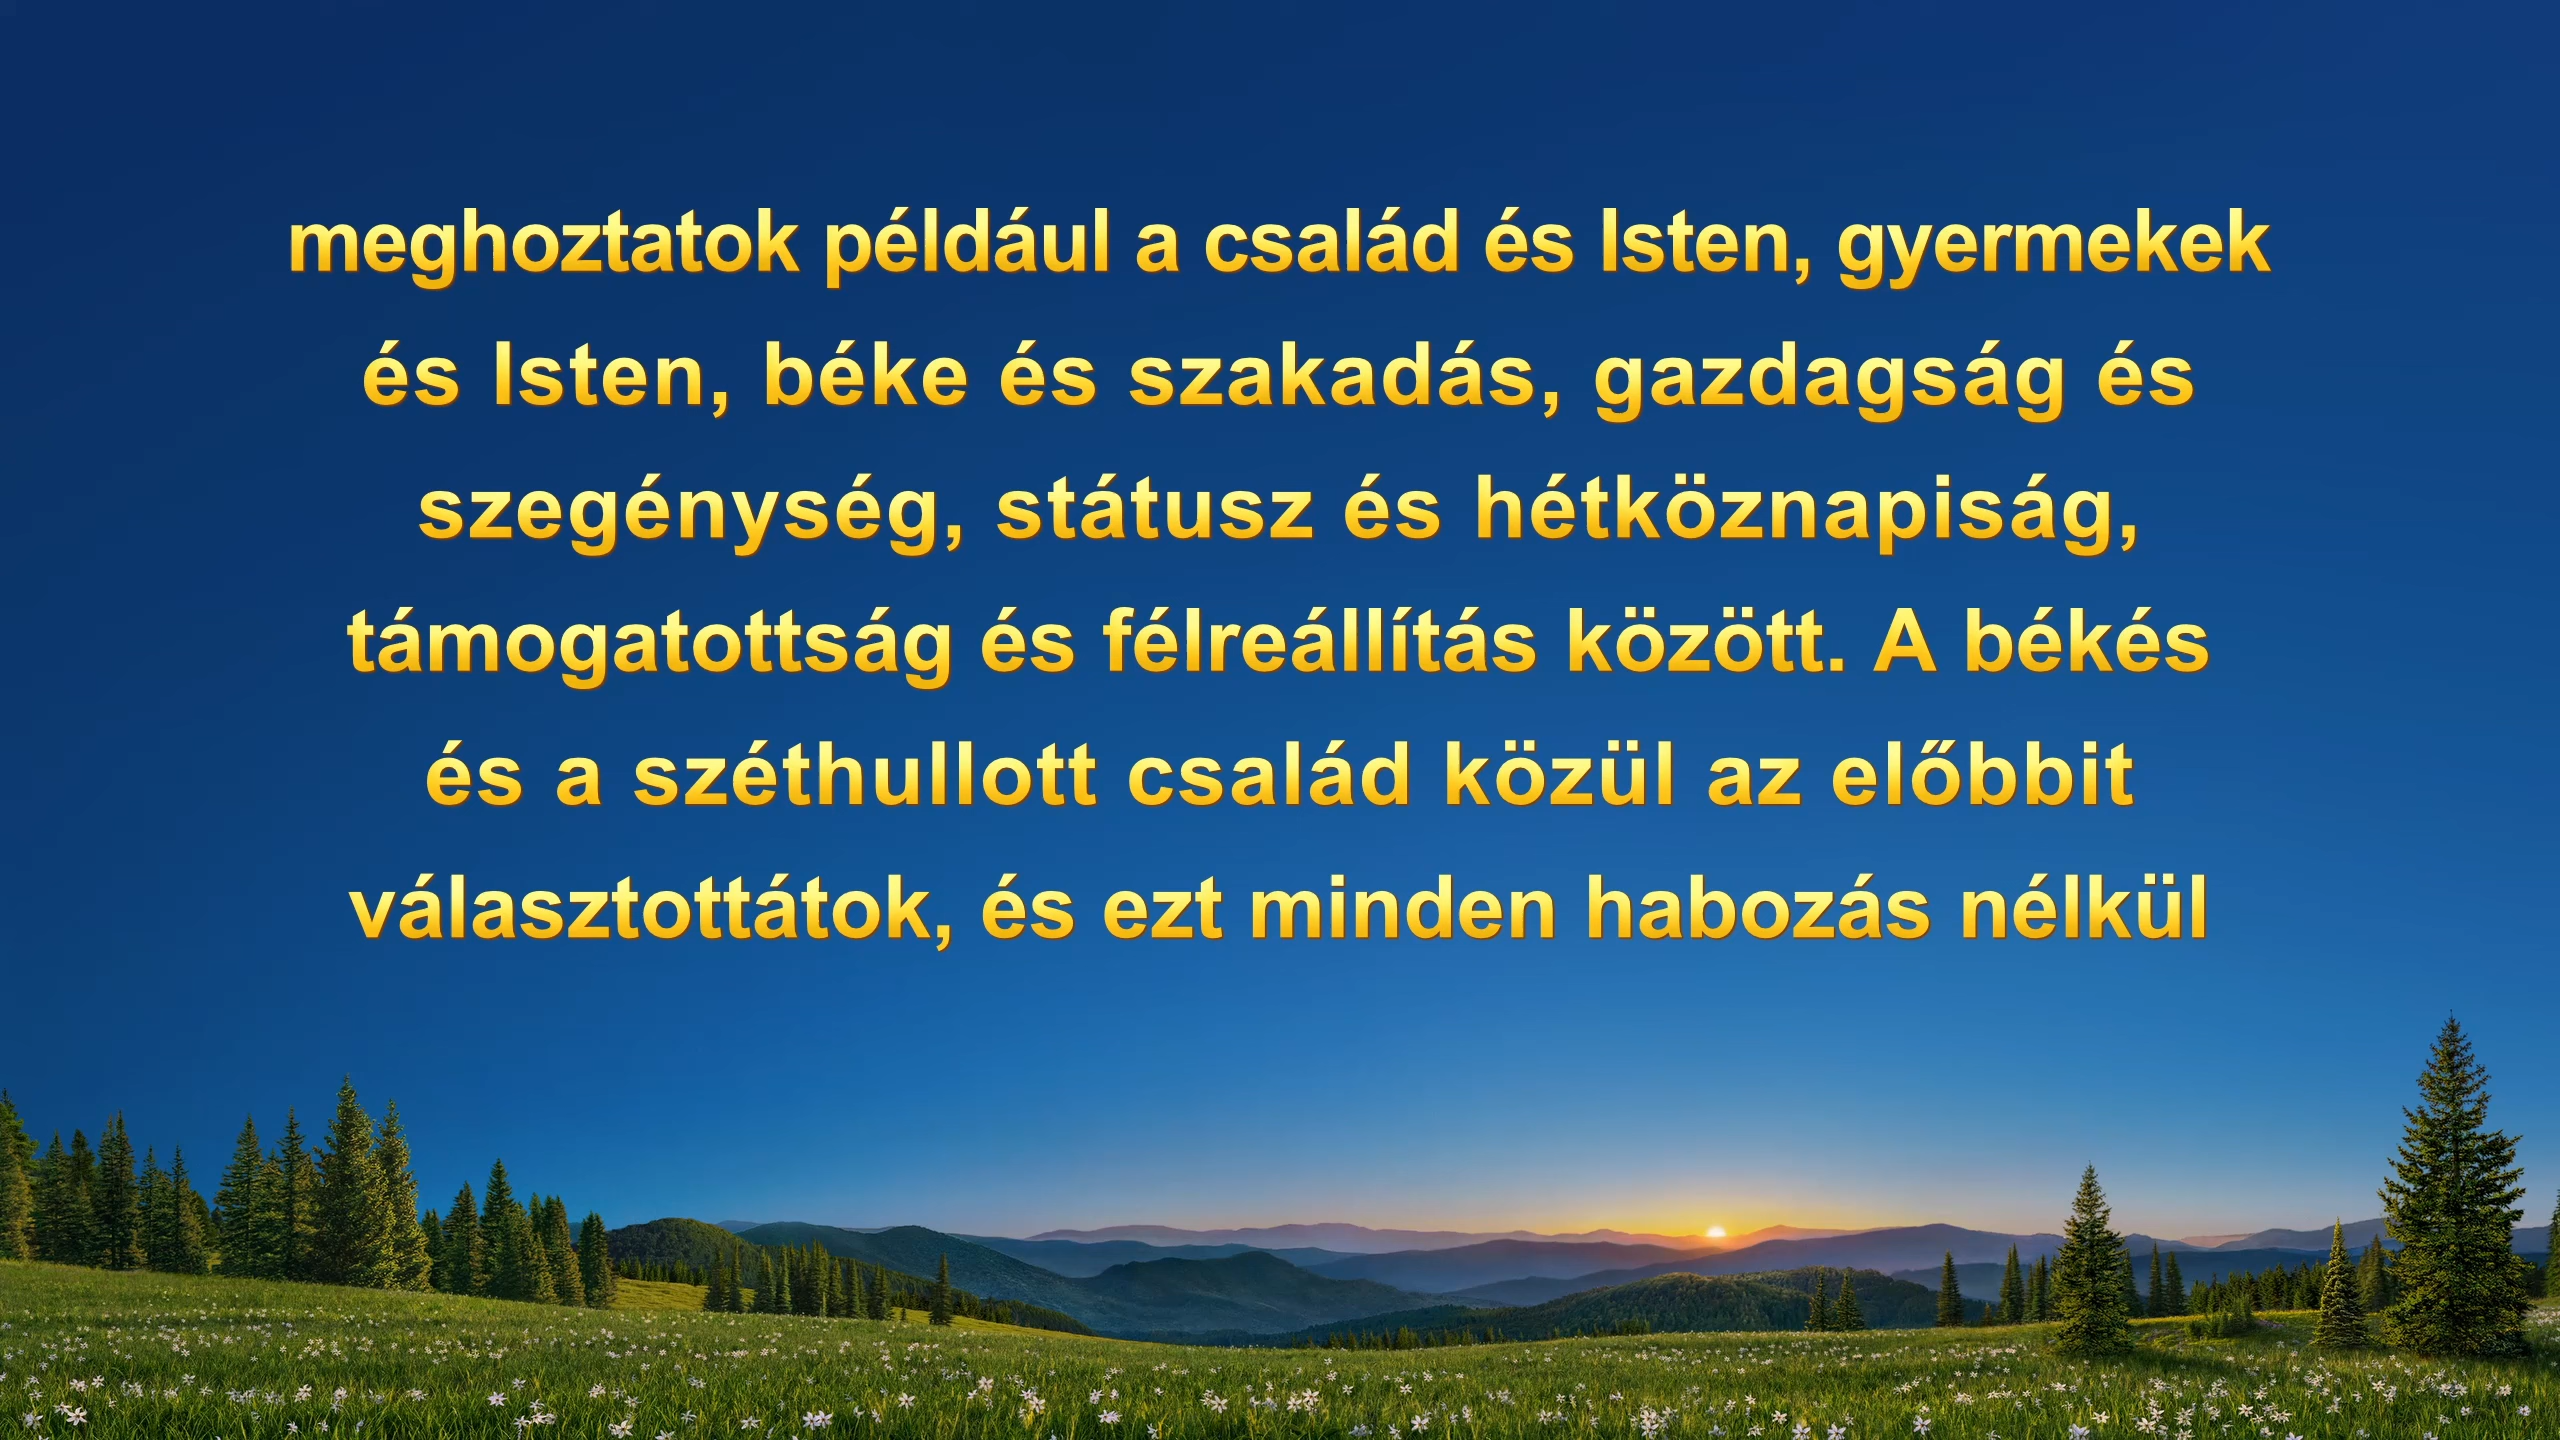 meghoztatok például a család és Isten, gyermekek
és Isten, béke és szakadás, gazdagság és
szegénység, státusz és hétköznapiság,
támogatottság és félreállítás között. A békés
és a széthullott család közül az előbbit
választottátok, és ezt minden habozás nélkül